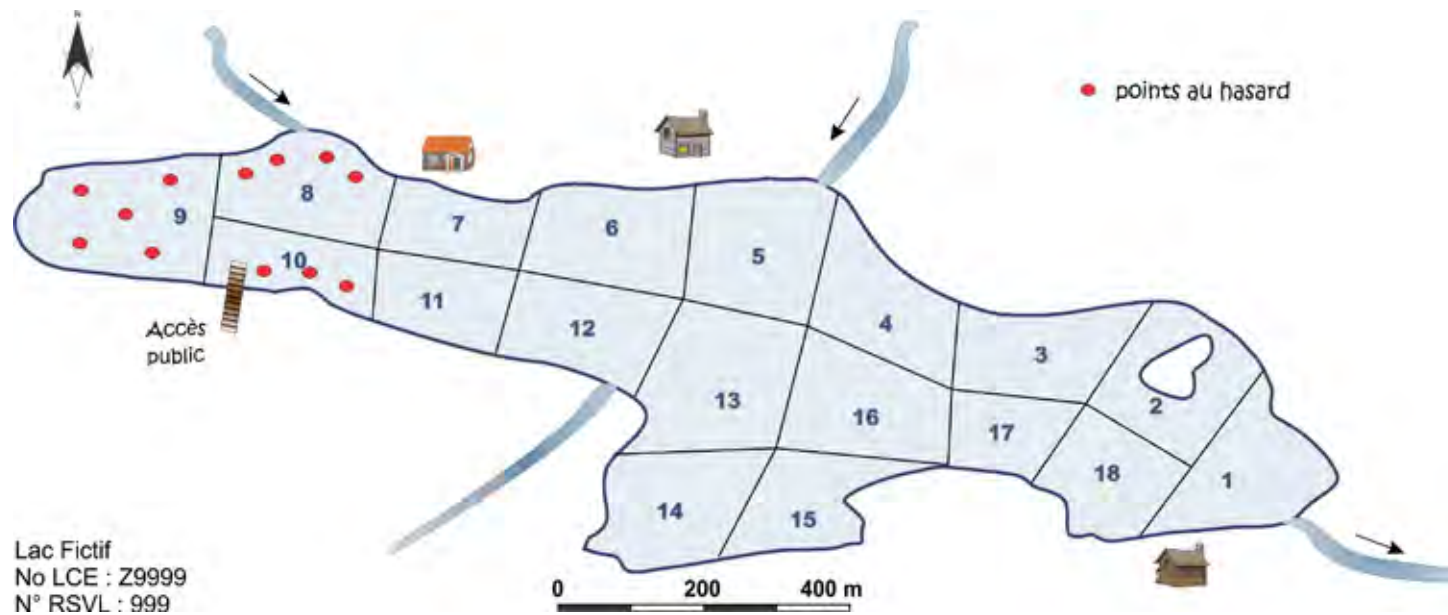 N
S
points au hasard
8
9
7
6
5
10
11
12
4
3
2
Accès
public
13
16
17
18
1
14
15
Lac Fictif
No LCE : Z9999
N° RSVL : 999
0 200 400 m